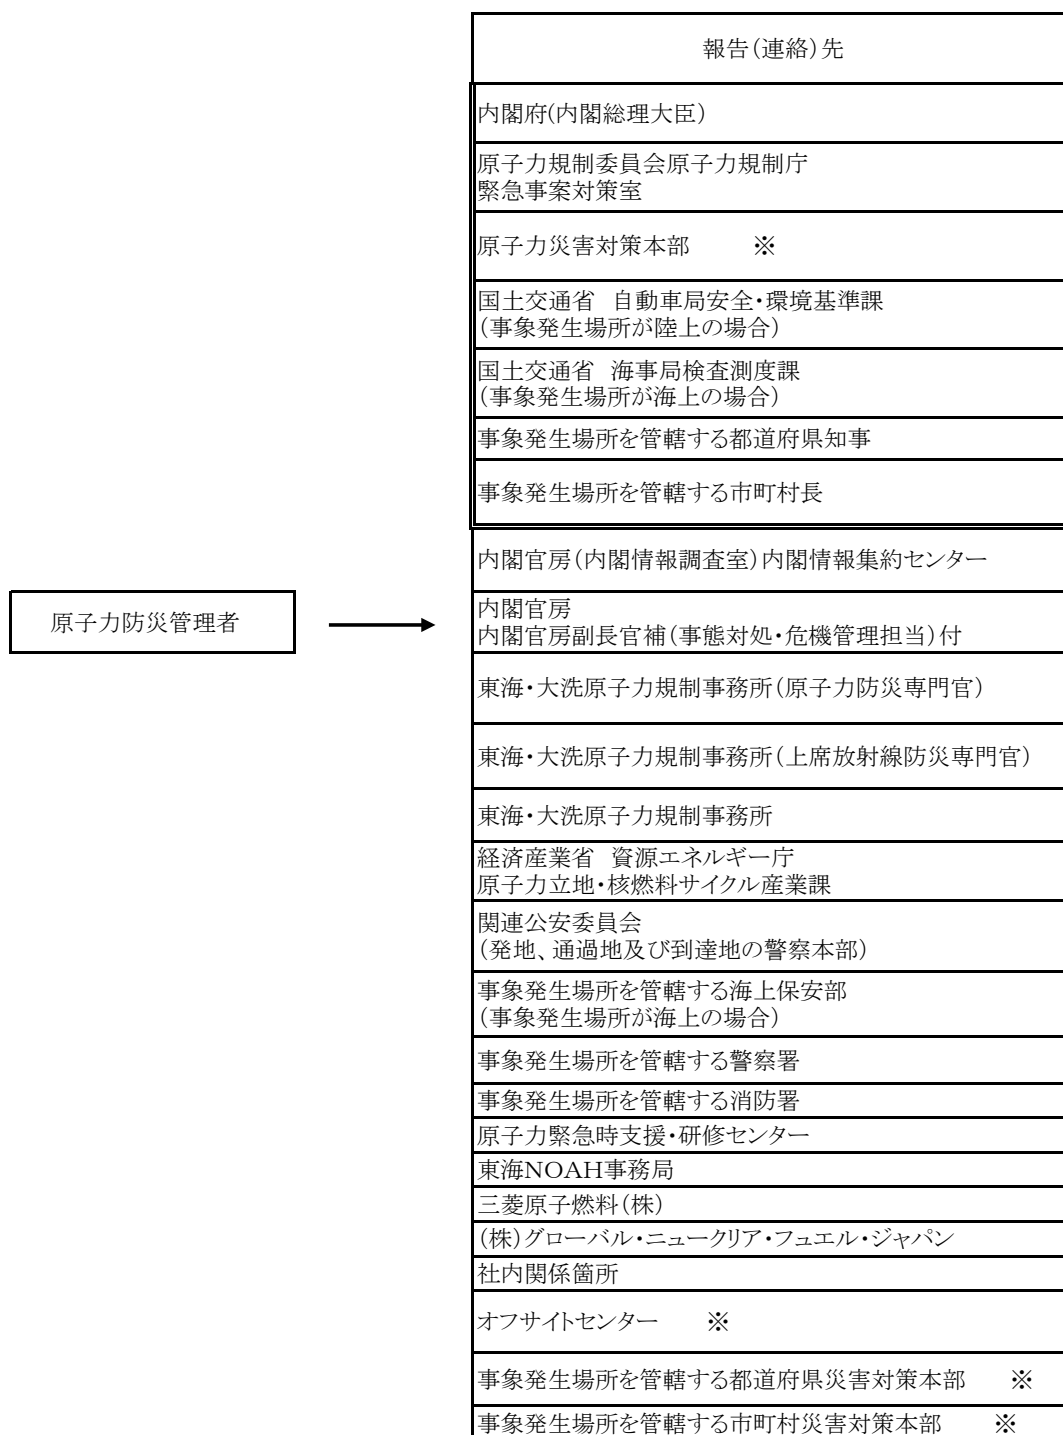 報告(連絡)先
内閣府(内閣総理大臣)
原子力規制委員会原子力規制庁
緊急事案対策室
原子力災害対策本部　　※
国土交通省　自動車局安全・環境基準課
(事象発生場所が陸上の場合)
国土交通省　海事局検査測度課
(事象発生場所が海上の場合)
事象発生場所を管轄する都道府県知事
事象発生場所を管轄する市町村長
内閣官房(内閣情報調査室)内閣情報集約センター
原子力防災管理者
内閣官房
内閣官房副長官補(事態対処・危機管理担当)付
東海・大洗原子力規制事務所(原子力防災専門官)
東海・大洗原子力規制事務所(上席放射線防災専門官)
東海・大洗原子力規制事務所
経済産業省　資源エネルギー庁
原子力立地・核燃料サイクル産業課
関連公安委員会
(発地、通過地及び到達地の警察本部)
事象発生場所を管轄する海上保安部
(事象発生場所が海上の場合)
事象発生場所を管轄する警察署
事象発生場所を管轄する消防署
原子力緊急時支援・研修センター
東海NOAH事務局
三菱原子燃料(株)
(株)グローバル・ニュークリア・フュエル・ジャパン
社内関係箇所
オフサイトセンター　　※
事象発生場所を管轄する都道府県災害対策本部　　※
事象発生場所を管轄する市町村災害対策本部　　※